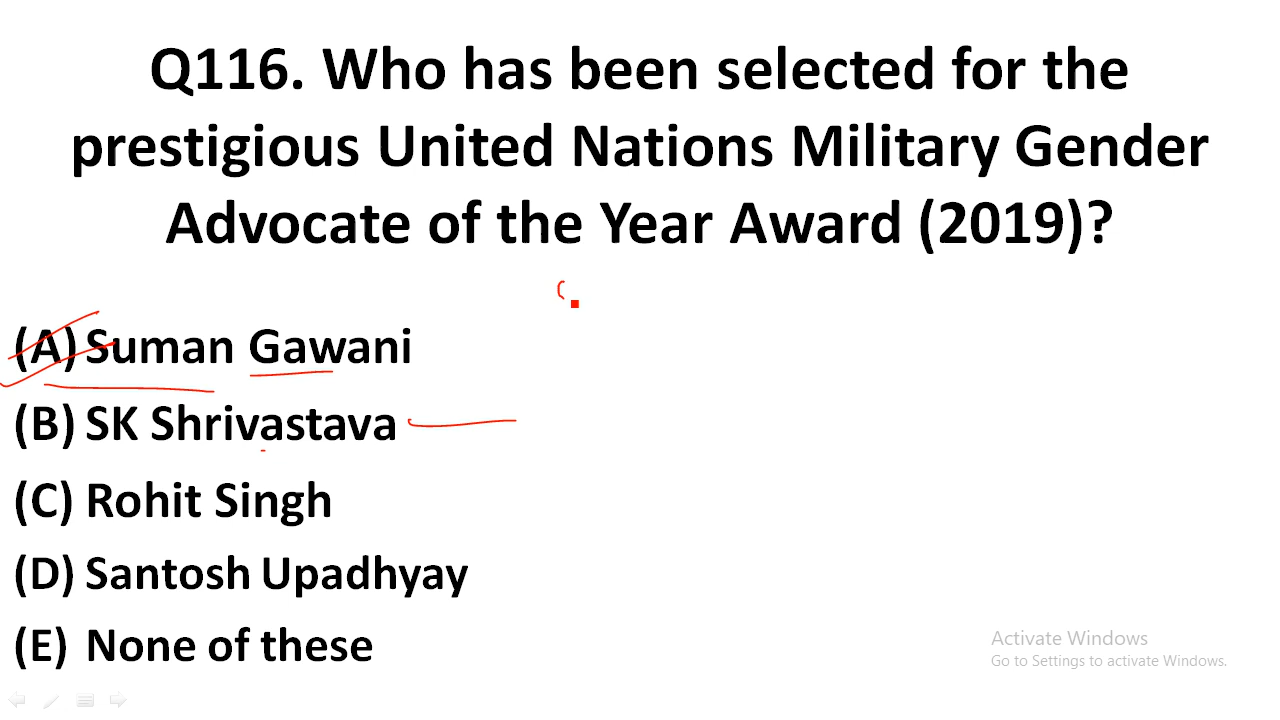 Q116. Who has been selected for the
prestigious United Nations Military Gender
Advocate of the Year Award (2019)?
(A) Suman Gawani
(B) SK Shrivastava
(C) Rohit Singh
(D) Santosh Upadhyay
(E) None of these
Activate Windows
Go to Settings to activate Windows.